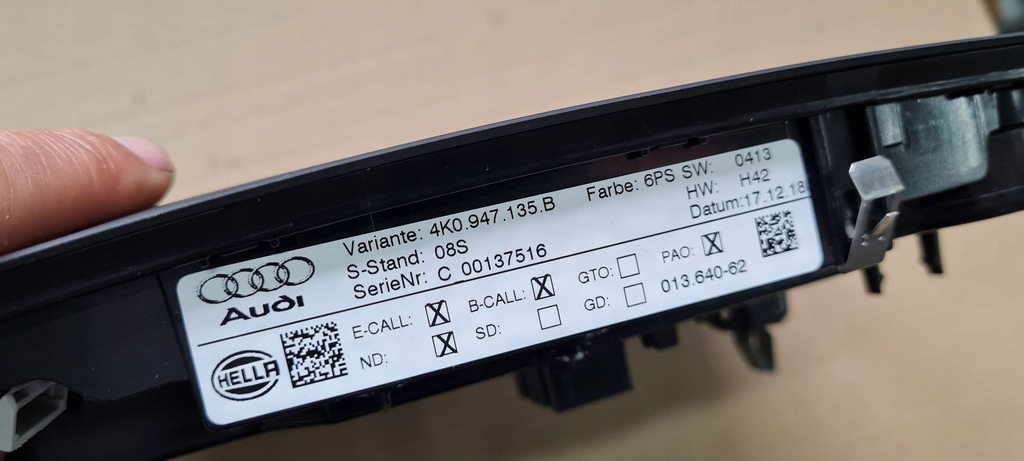 Variante: 4K0.947.135.B Farbe: 6PS SW: 0413
S-Stand: 08S HW: H42
SerieNr: C 00137516 Datum:17.12.18
Audi
E-CALL: X B-CALL: X GTO: PAO: X
ND: X SD: GD: 013.640-62
HELLA